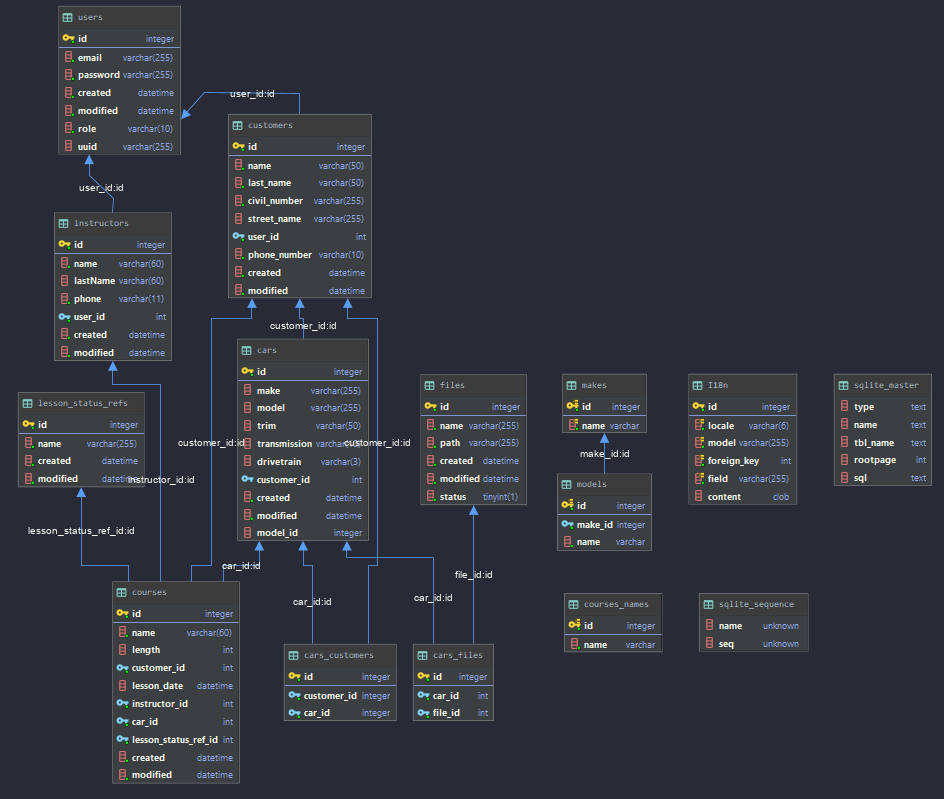 users
id integer
email varchar(255)
password varchar(255)
created datetime
modified datetime
role varchar(10)
uuid varchar(255)
user_id:id
user_id:id
customers
id integer
name varchar(50)
last_name varchar(50)
civil_number varchar(255)
street_name varchar(255)
user_id int
phone_number varchar(10)
created datetime
modified datetime
instructors
id integer
name varchar(60)
lastName varchar(60)
phone varchar(11)
user_id int
created datetime
modified datetime
customer_id:id
cars
id integer
make varchar(255)
model varchar(255)
trim varchar(50)
transmission
drivetrain varchar(3)
customer_id int
created datetime
modified datetime
model_id integer
customer_id:id
customer_id:id
lesson_status_refs
id integer
name varchar(255)
created datetime
modified datetime
instructor_id:id
lesson_status_ref_id:id
files
id integer
name varchar(255)
path varchar(255)
created datetime
modified datetime
status tinyint(1)
makes
id integer
name varchar
make_id:id
models
id integer
make_id integer
name varchar
I18n
id integer
locale varchar(6)
model varchar(255)
foreign_key int
field varchar(255)
content clob
sqlite_master
type text
name text
tbl_name text
rootpage int
sql text
car_id:id
car_id:id
car_id:id
file_id:id
courses
id integer
name varchar(60)
length int
customer_id int
lesson_date datetime
instructor_id int
car_id int
lesson_status_ref_id int
created datetime
modified datetime
cars_customers
id integer
customer_id integer
car_id integer
cars_files
id integer
car_id int
file_id int
courses_names
id integer
name varchar
sqlite_sequence
name unknown
seq unknown